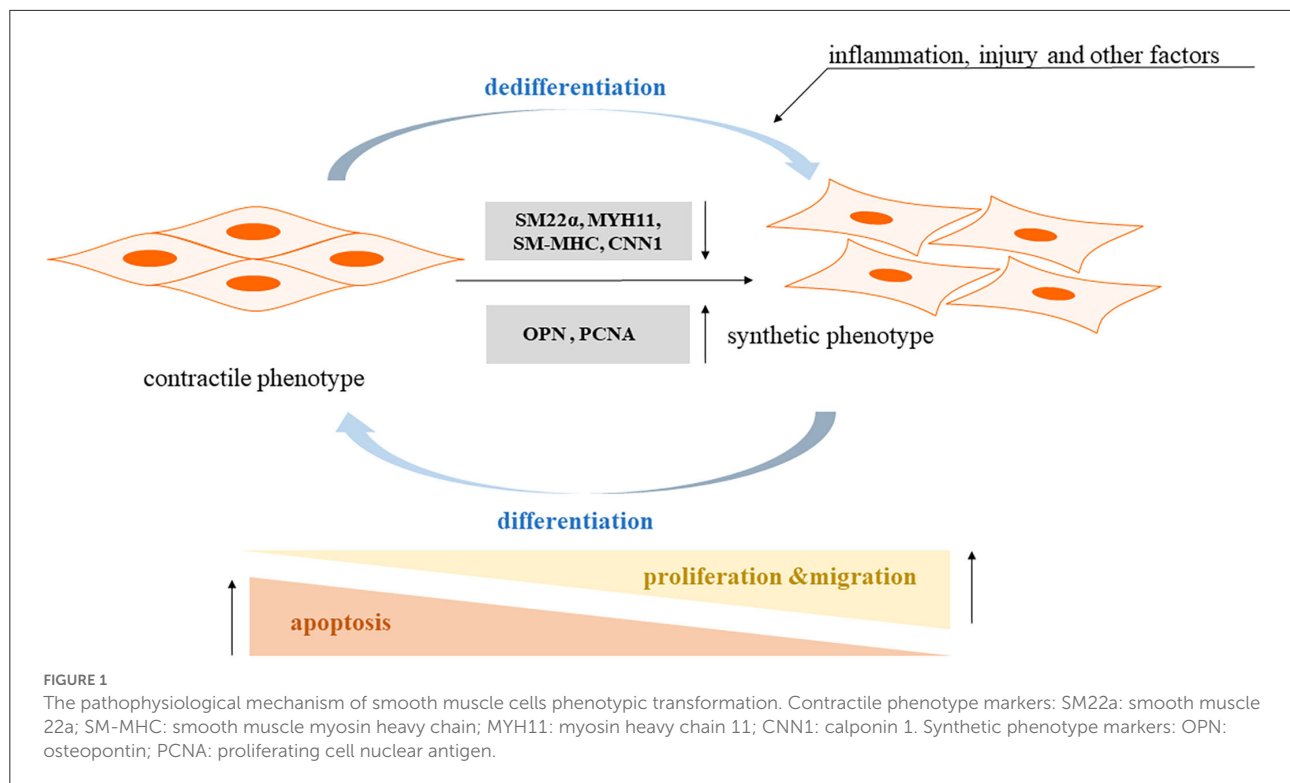 inflammation, injury and other factors
dedifferentiation
SM22α, MYH11,
SM-MHC, CNN1
OPN , PCNA
synthetic phenotype
contractile phenotype
differentiation
proliferation &migration
apoptosis
FIGURE 1
The pathophysiological mechanism of smooth muscle cells phenotypic transformation. Contractile phenotype markers: SM22a: smooth muscle
22a; SM-MHC: smooth muscle myosin heavy chain; MYH11: myosin heavy chain 11; CNN1: calponin 1. Synthetic phenotype markers: OPN:
osteopontin; PCNA: proliferating cell nuclear antigen.